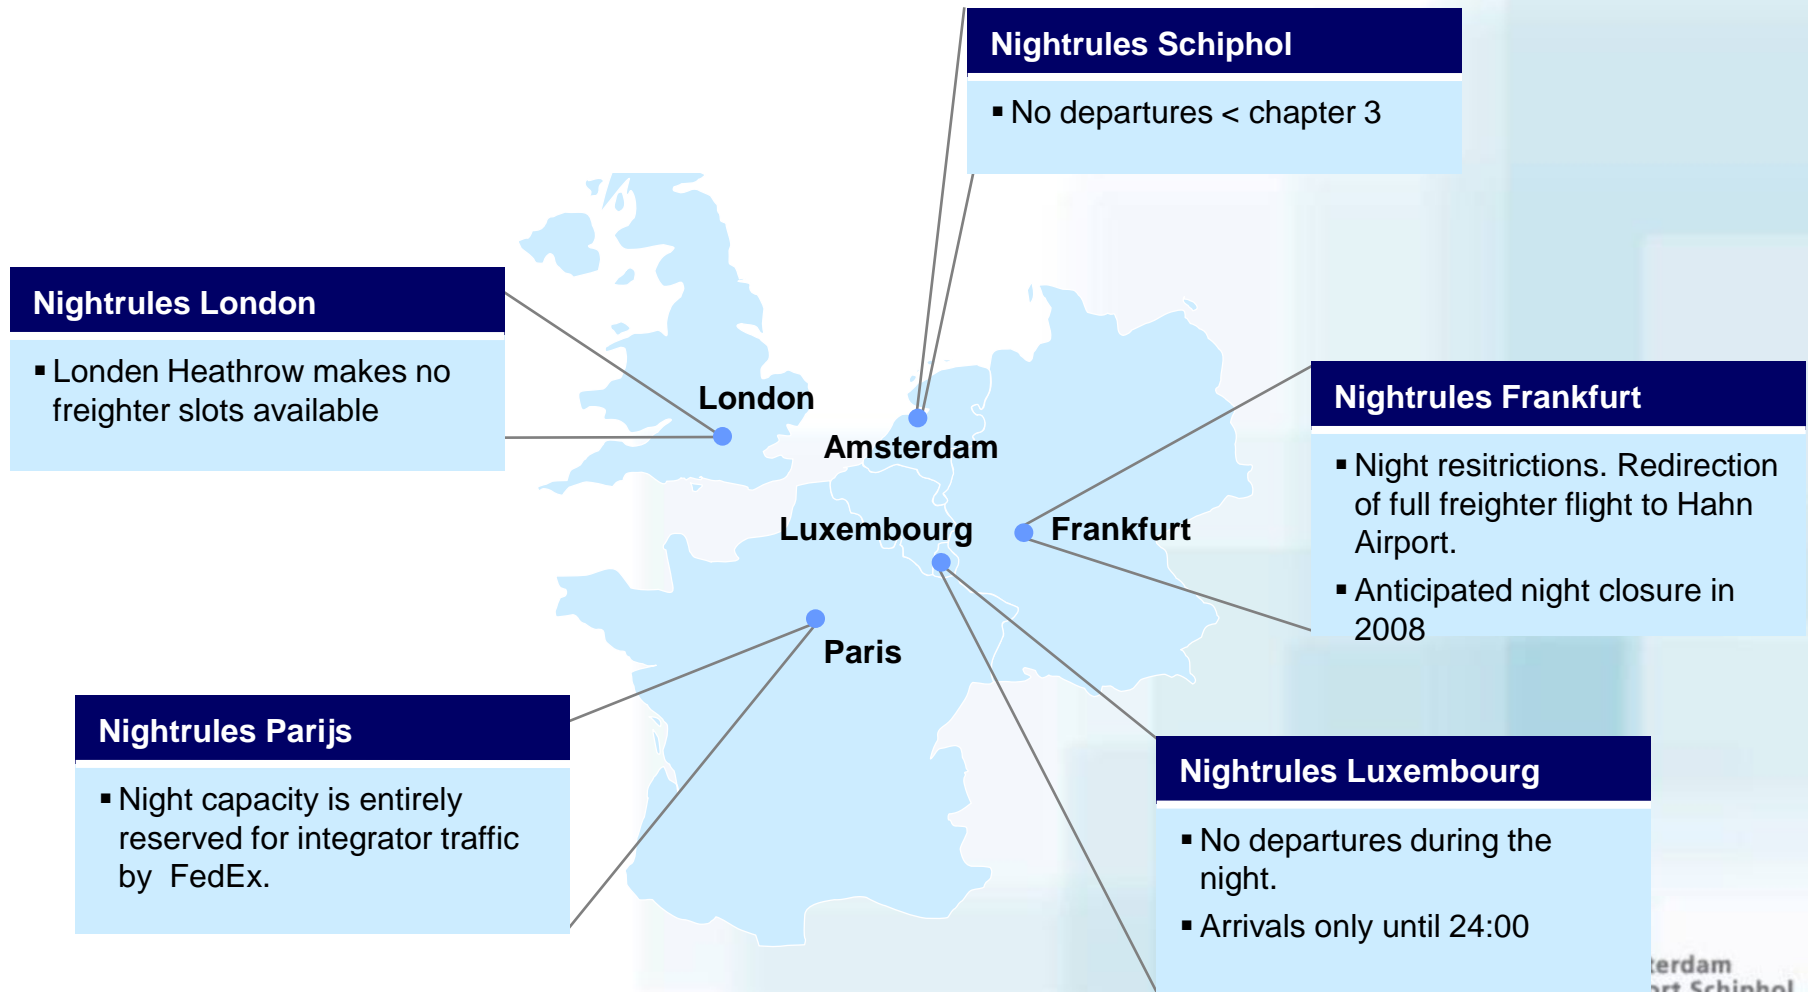 Nightrules Schiphol
▪ No departures < chapter 3
Nightrules London
▪ Londen Heathrow makes no
freighter slots available
London
Amsterdam
Luxembourg
Frankfurt
Paris
Nightrules Frankfurt
▪ Night resitrictions. Redirection
of full freighter flight to Hahn
Airport.
▪ Anticipated night closure in
2008
Nightrules Parijs
▪ Night capacity is entirely
reserved for integrator traffic
by  FedEx.
Nightrules Luxembourg
▪ No departures during the
night.
▪ Arrivals only until 24:00
terdam
ort Schiphol